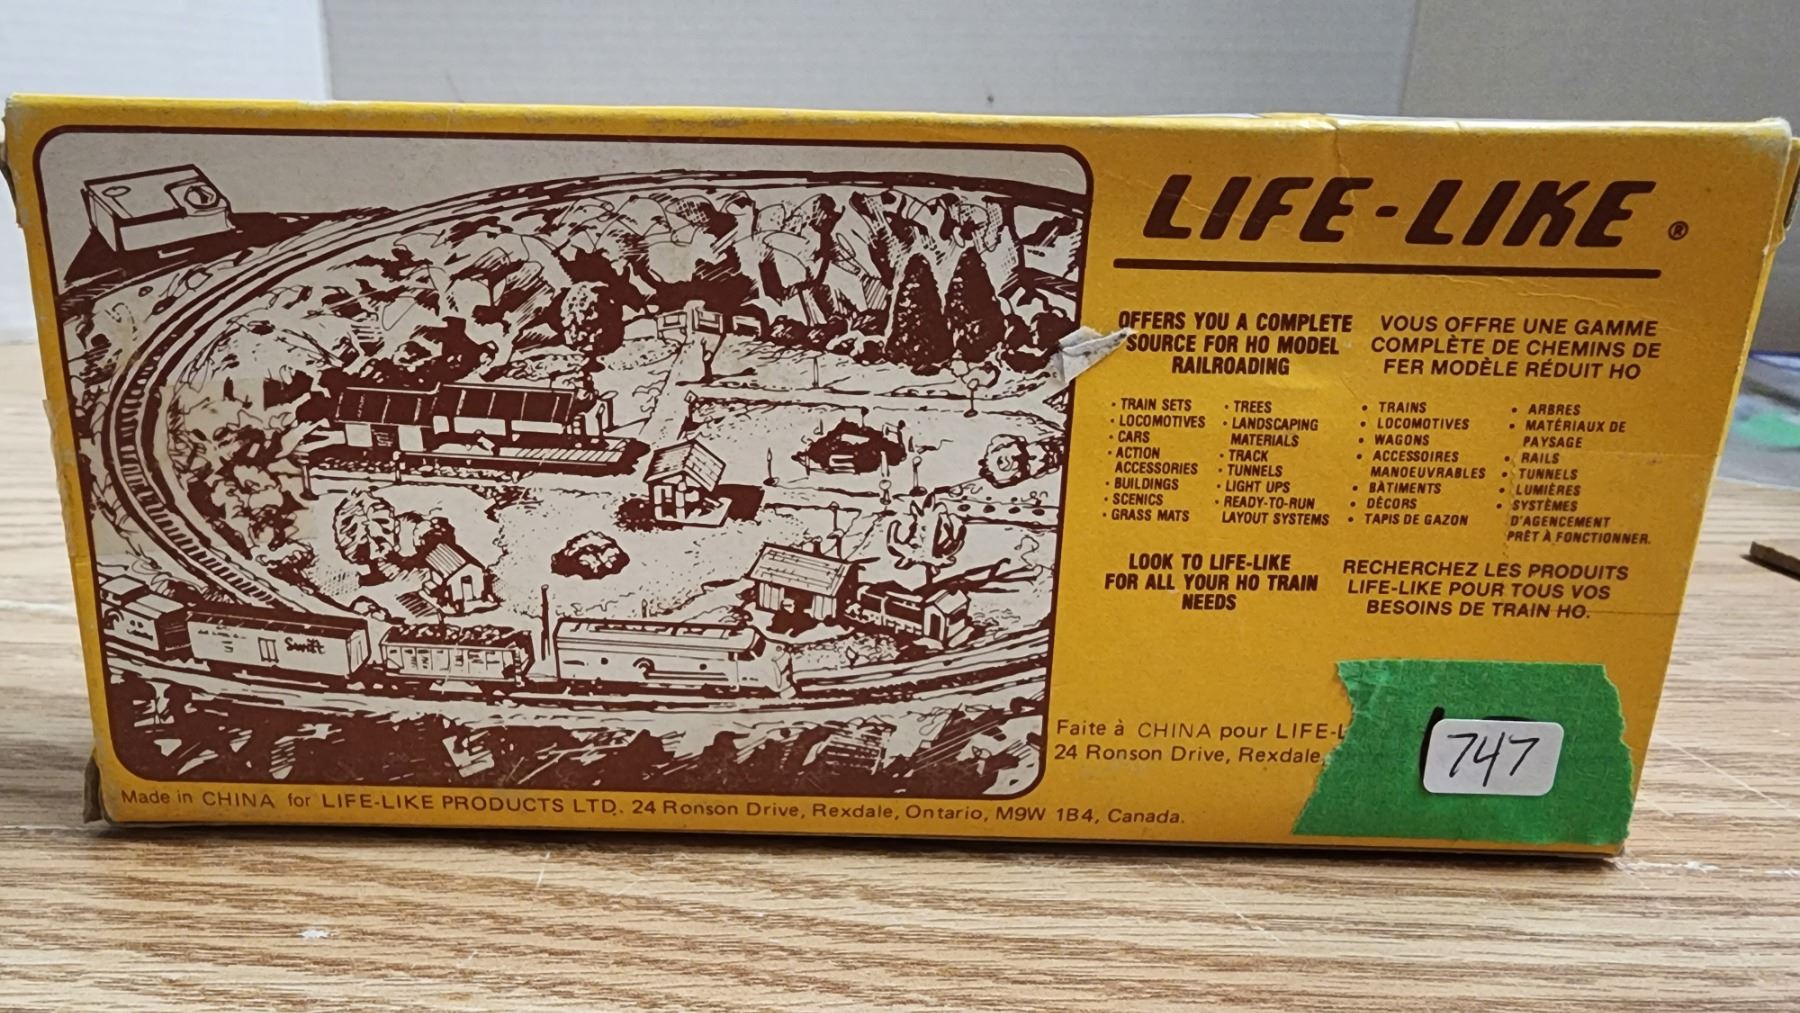 LIFE-LIKE ®
OFFERS YOU A COMPLETE
SOURCE FOR HO MODEL
RAILROADING
• TRAIN SETS
• LOCOMOTIVES
• CARS
• ACTION
ACCESSORIES
• BUILDINGS
• SCENICS
• GRASS MATS
• TREES
• LANDSCAPING
MATERIALS
• TRACK
• TUNNELS
• LIGHT UPS
• READY-TO-RUN
LAYOUT SYSTEMS
LOOK TO LIFE-LIKE
FOR ALL YOUR HO TRAIN
NEEDS
VOUS OFFRE UNE GAMME
COMPLÈTE DE CHEMINS DE
FER MODÈLE RÉDUIT HO
• TRAINS
• LOCOMOTIVES
• WAGONS
• ACCESSOIRES
MANOEUVRABLES
• BÀTIMENTS
• DÉCORS
• TAPIS DE GAZON
• ARBRES
• MATÉRIAUX DE
PAYSAGE
• RAILS
• TUNNELS
• LUMIÈRES
• SYSTÈMES
D'AGENCEMENT
PRÊT À FONCTIONNER.
RECHERCHEZ LES PRODUITS
LIFE-LIKE POUR TOUS VOS
BESOINS DE TRAIN HO.
Swift
Faite à CHINA pour LIFE-L
24 Ronson Drive, Rexdale,
747
Made in CHINA for LIFE-LIKE PRODUCTS LTD. 24 Ronson Drive, Rexdale, Ontario, M9W 1B4, Canada.